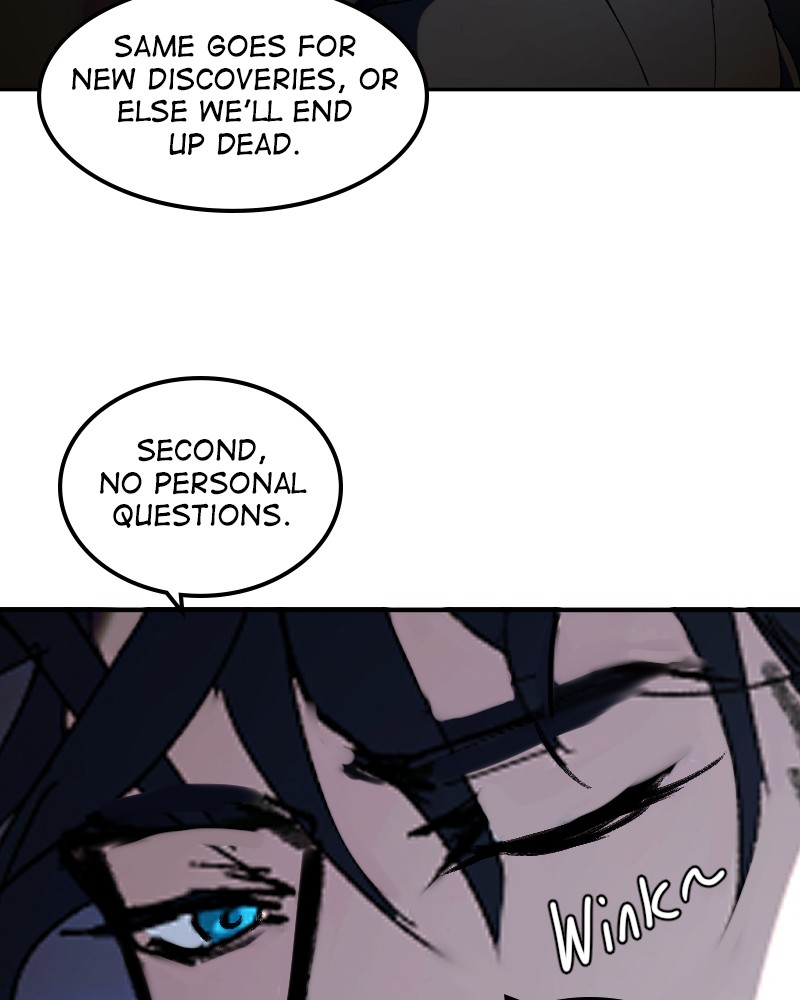 SAME GOES FOR
NEW DISCOVERIES, OR
ELSE WE'LL END
UP DEAD.
SECOND,
NO PERSONAL
QUESTIONS.
Wink~